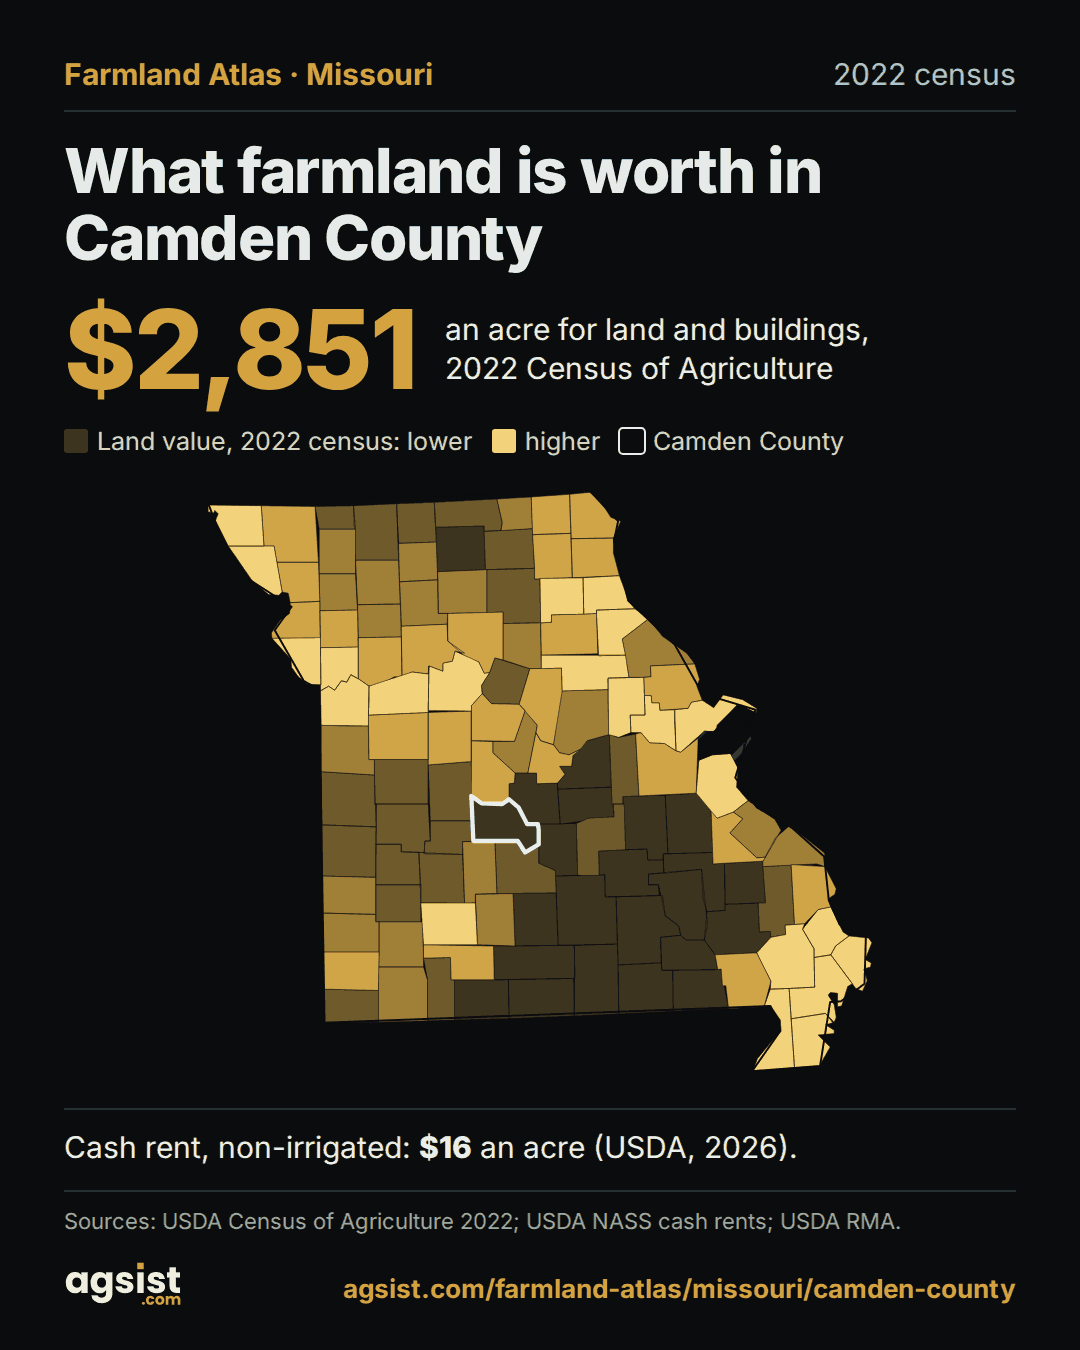 Farmland Atlas · Missouri
2022 census
What farmland is worth in
Camden County
$2,851
an acre for land and buildings,
2022 Census of Agriculture
Land value, 2022 census: lower
higher
Camden County
Cash rent, non-irrigated: $16 an acre (USDA, 2026).
Sources: USDA Census of Agriculture 2022; USDA NASS cash rents; USDA RMA.
agsist
.com
agsist.com/farmland-atlas/missouri/camden-county